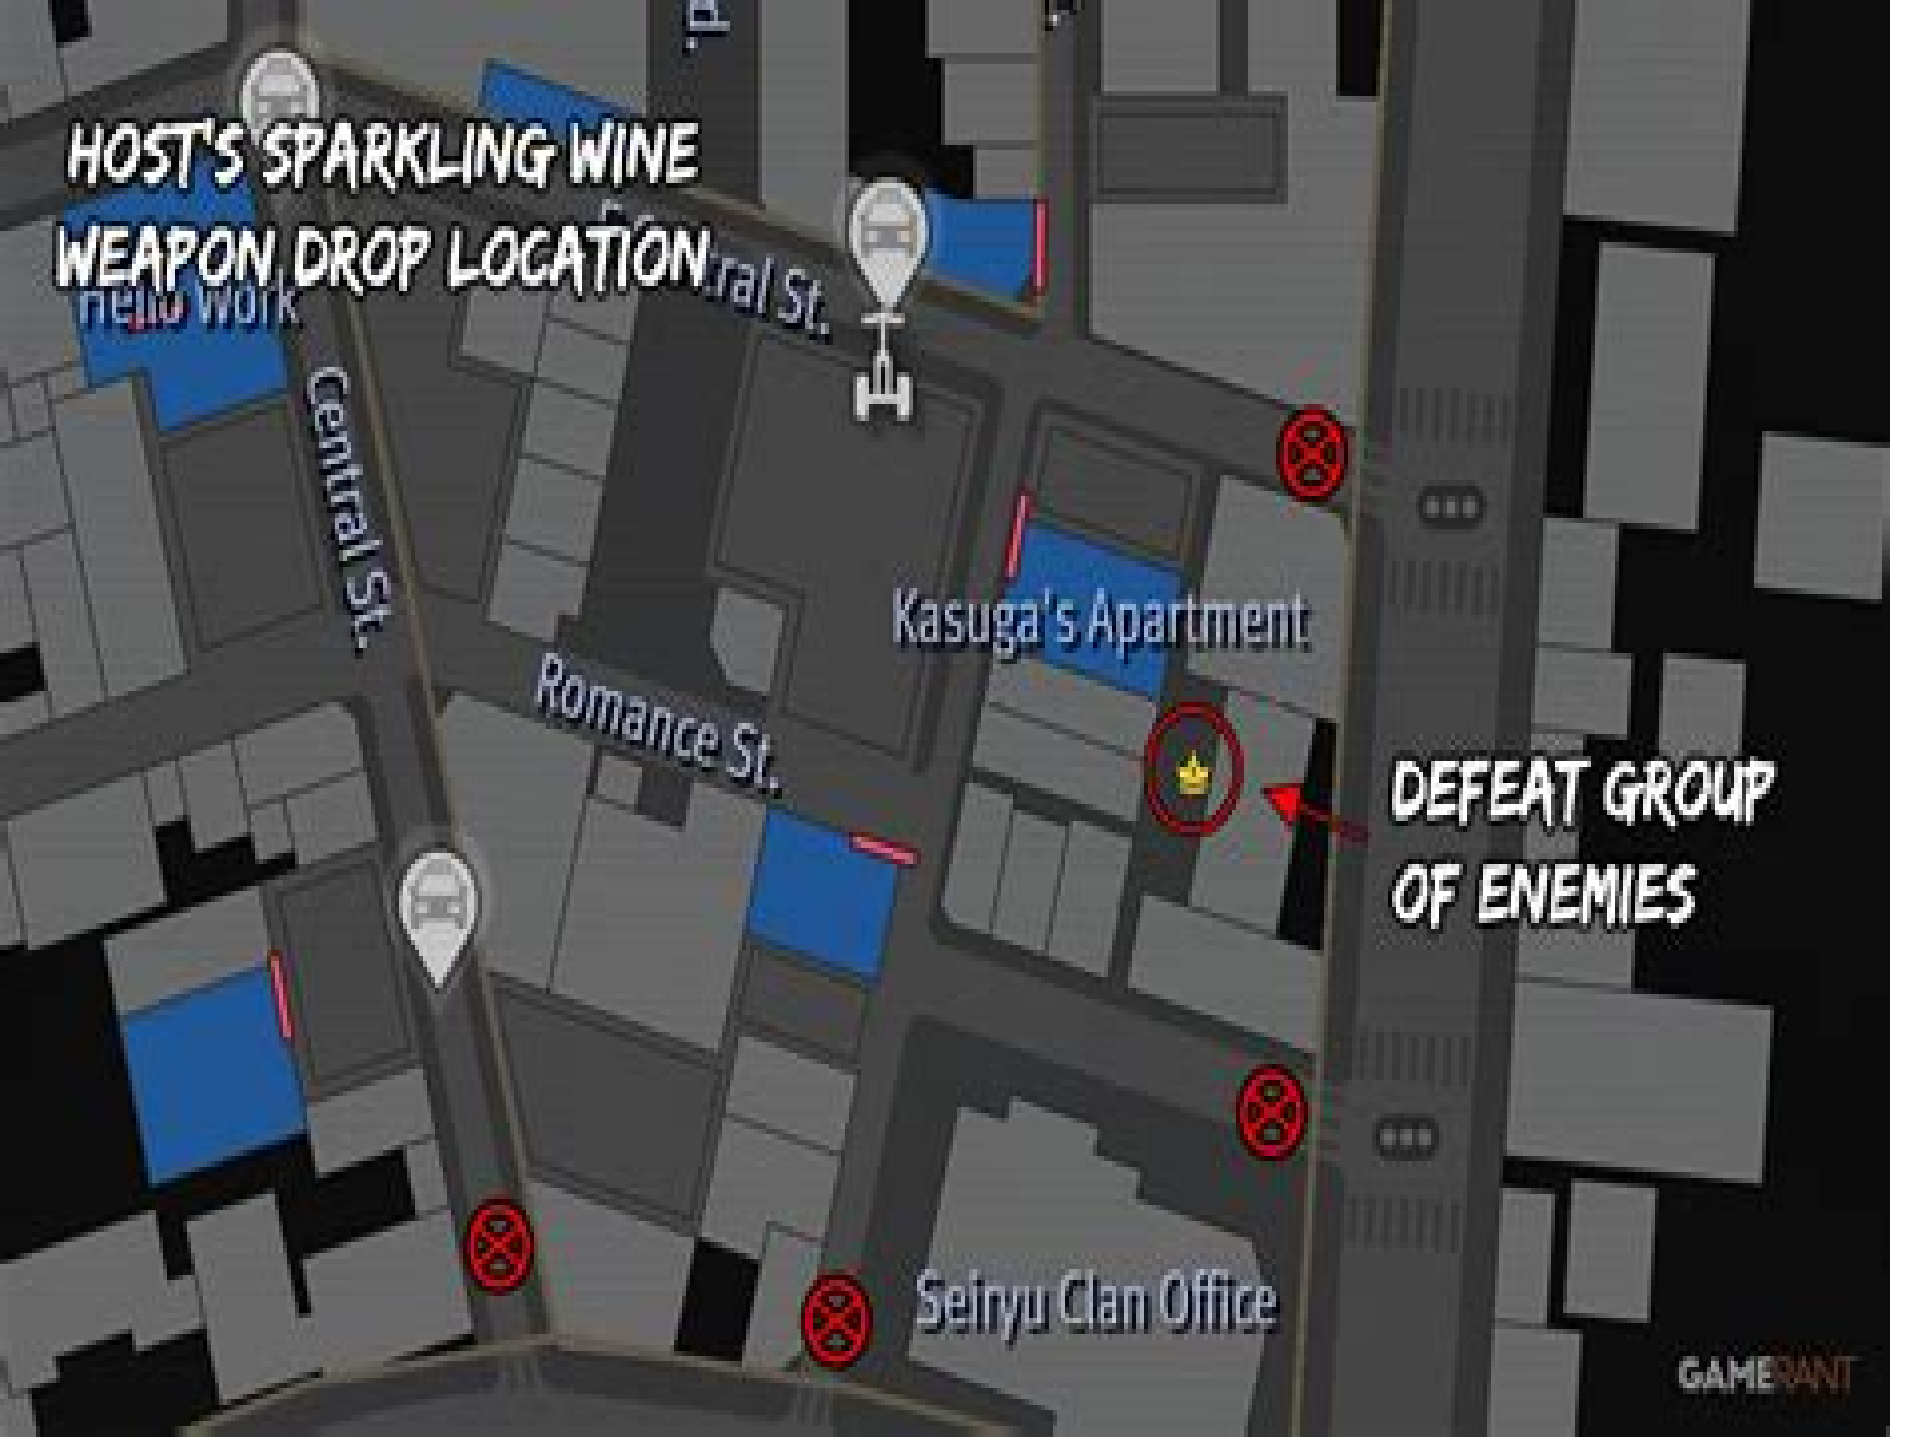 d.
HOST'S SPARKLING WINE
WEAPON DROP LOCATION
tral St.
Hello Work
Central St.
Kasuga's Apartment
Romance St.
DEFEAT GROUP
OF ENEMIES
Seiryu Clan Office
GAMERANT